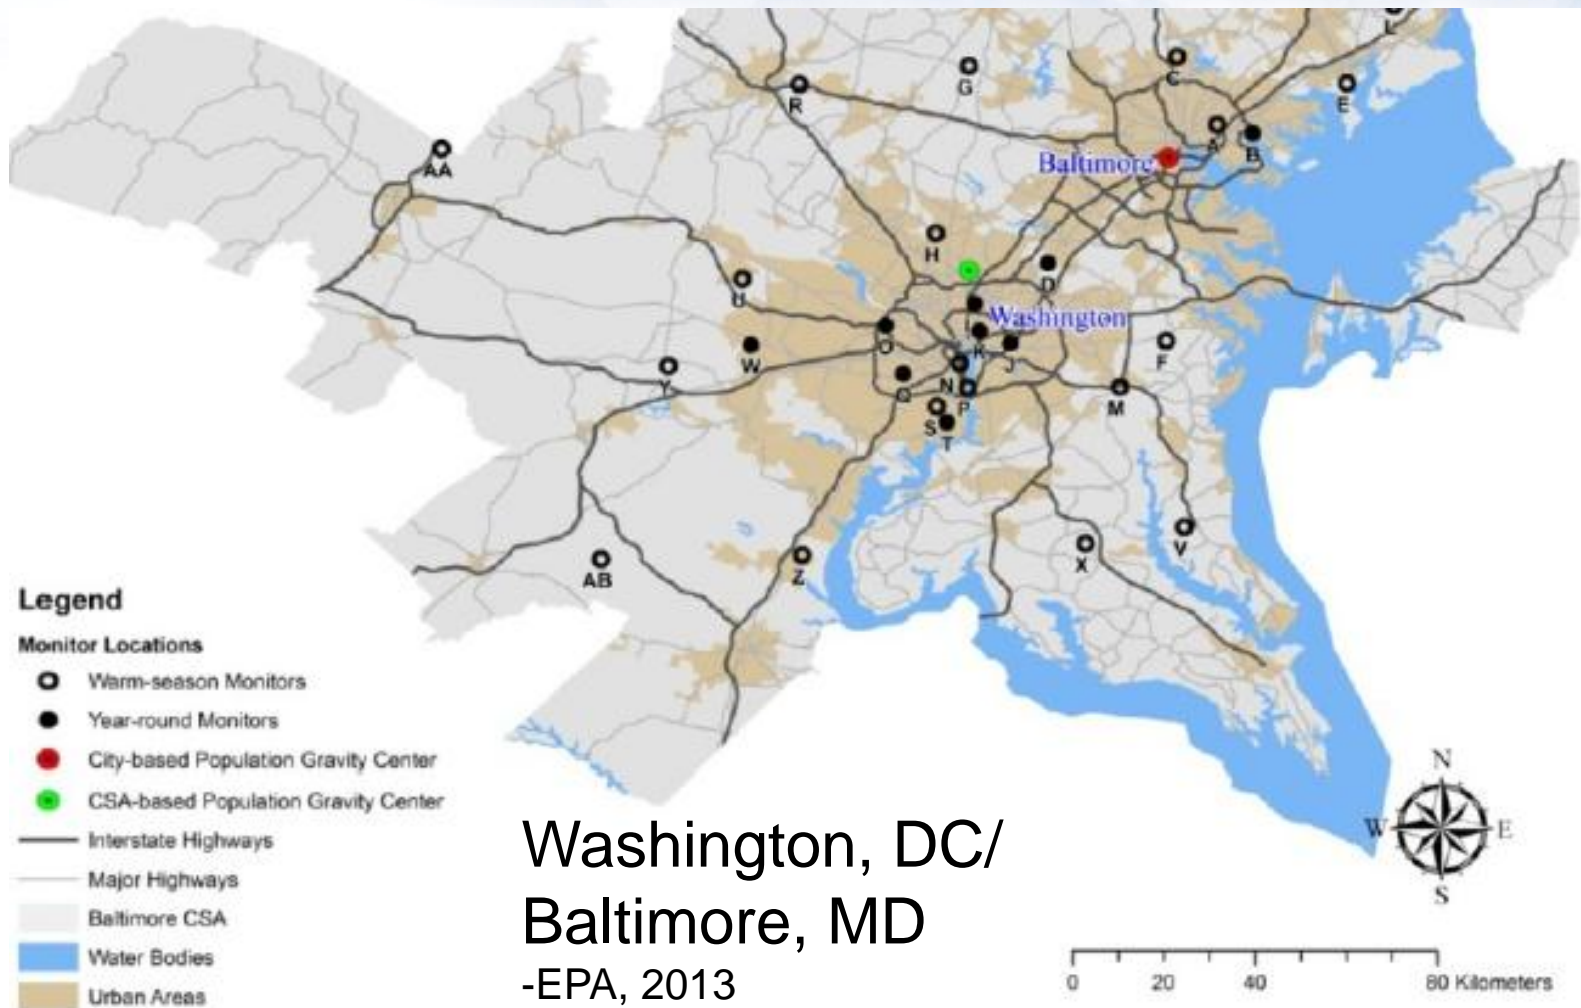 L
C
G
R
E
A
B
AA
Baltimore
H
D
U
Washington
O
K
J
F
W
Y
Q
N
P
M
S
T
V
X
Z
AB
Legend
Monitor Locations
Warm-season Monitors
Year-round Monitors
City-based Population Gravity Center
CSA-based Population Gravity Center
Interstate Highways
Major Highways
Baltimore CSA
Water Bodies
Urban Areas
Washington, DC/
Baltimore, MD
-EPA, 2013
N
W E
S
0 20 40 80 Kilometers